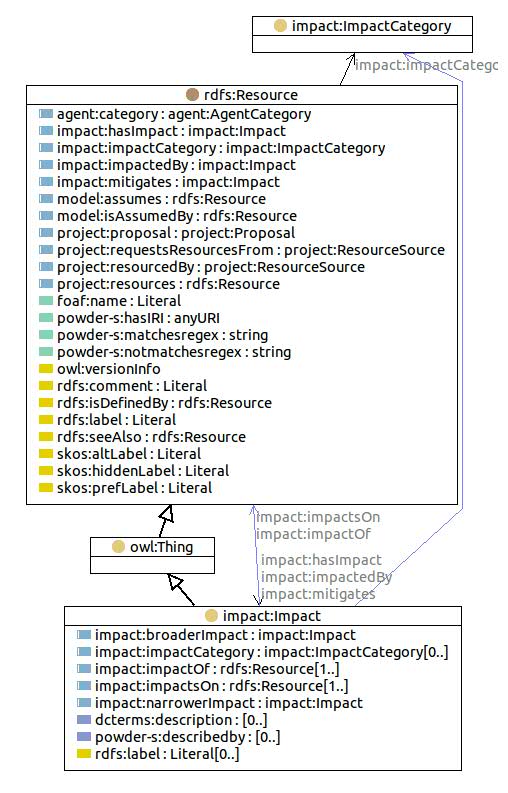 impact:ImpactCategory
impact:ImpactCatego
rdfs:Resource
agent:category : agent:AgentCategory
impact:hasImpact : impact:Impact
impact:impactCategory : impact:ImpactCategory
impact:impactedBy : impact:Impact
impact:mitigates : impact:Impact
model:assumes : rdfs:Resource
model:isAssumedBy : rdfs:Resource
project:proposal : project:Proposal
project:requestsResourcesFrom : project:ResourceSource
project:resourcedBy : project:ResourceSource
project:resources : rdfs:Resource
foaf:name : Literal
powder-s:hasIRI : anyURI
powder-s:matchesregex : string
powder-s:notmatchesregex : string
owl:versionInfo
rdfs:comment : Literal
rdfs:isDefinedBy : rdfs:Resource
rdfs:label : Literal
rdfs:seeAlso : rdfs:Resource
skos:altLabel : Literal
skos:hiddenLabel : Literal
skos:prefLabel : Literal
impact:impactsOn
impact:impactOf
owl:Thing
impact:hasImpact
impact:impactedBy
impact:mitigates
impact:Impact
impact:broaderImpact : impact:Impact
impact:impactCategory : impact:ImpactCategory[0..]
impact:impactOf : rdfs:Resource[1..]
impact:impactsOn : rdfs:Resource[1..]
impact:narrowerImpact : impact:Impact
dcterms:description : [0..]
powder-s:describedby : [0..]
rdfs:label : Literal[0..]